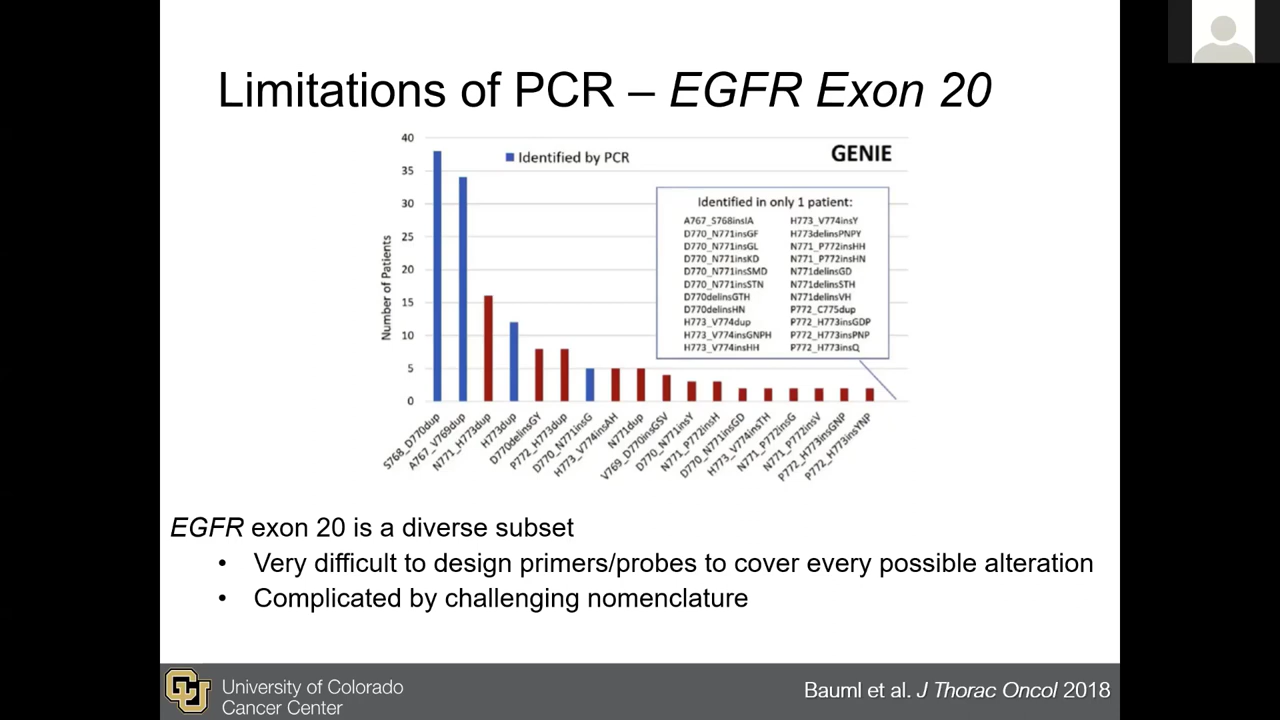 Limitations of PCR – EGFR Exon 20
GENIE
Identified by PCR
Number of Patients
40
35
30
25
20
15
10
5
0
Identified in only 1 patient:
A767_S768insIA H773_V774insY
D770_N771insGF H773delinsPNPY
D770_N771insGL N771_P772insHH
D770_N771insKD N771_P772insHN
D770_N771insSMD N771delinsGD
D770_N771insSTN N771delinsSTH
D770delinsGTH N771delinsVH
D770delinsHN P772_C775dup
H773_V774dup P772_H773insGDP
H773_V774insGNPH P772_H773insPNP
H773_V774insHH P772_H773insQ
S768_D770dup
A767_V769dup
N771_H773dup
H773dup
D770delinsGY
P772_H773dup
D770_N771insG
H773_V774insAH
N771dup
V769_D770insGSV
D770_N771insY
N771_P772insH
D770_N771insGD
H773_V774insTH
N771_P772insG
N771_P772insV
P772_H773insGNP
P772_H773insYNP
EGFR exon 20 is a diverse subset
• Very difficult to design primers/probes to cover every possible alteration
• Complicated by challenging nomenclature
CU
University of Colorado
Cancer Center
Bauml et al. J Thorac Oncol 2018